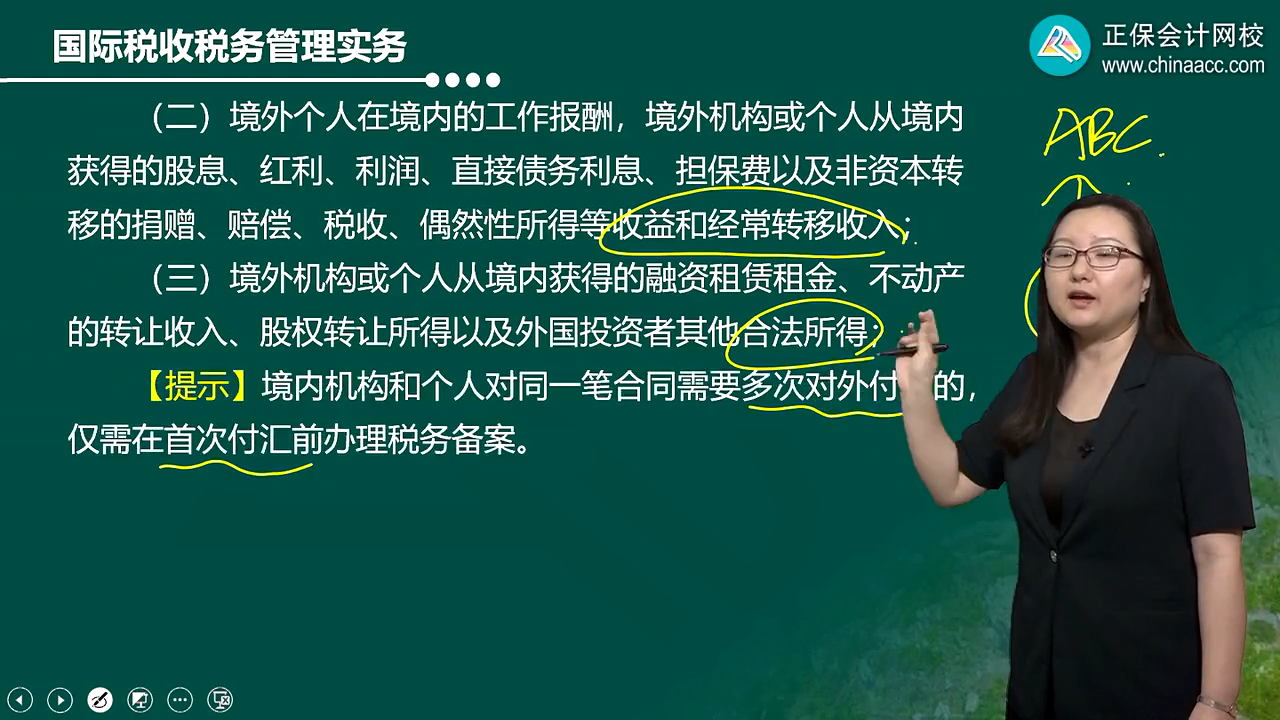 国际税收税务管理实务
正保会计网校
www.chinaacc.com
（二）境外个人在境内的工作报酬，境外机构或个人从境内
获得的股息、红利、利润、直接债务利息、担保费以及非资本转
移的捐赠、赔偿、税收、偶然性所得等收益和经常转移收入；
（三）境外机构或个人从境内获得的融资租赁租金、不动产
的转让收入、股权转让所得以及外国投资者其他合法所得；
【提示】境内机构和个人对同一笔合同需要多次对外付 的，
仅需在首次付汇前办理税务备案。
ABC